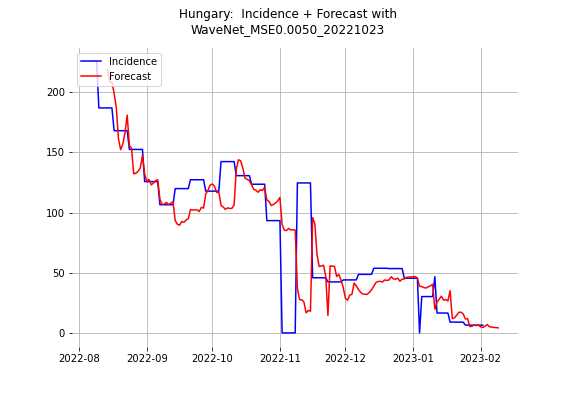 Hungary:  Incidence + Forecast with
WaveNet_MSE0.0050_20221023
Incidence
Forecast
200
150
100
50
0
2022-08 2022-09 2022-10 2022-11 2022-12 2023-01 2023-02